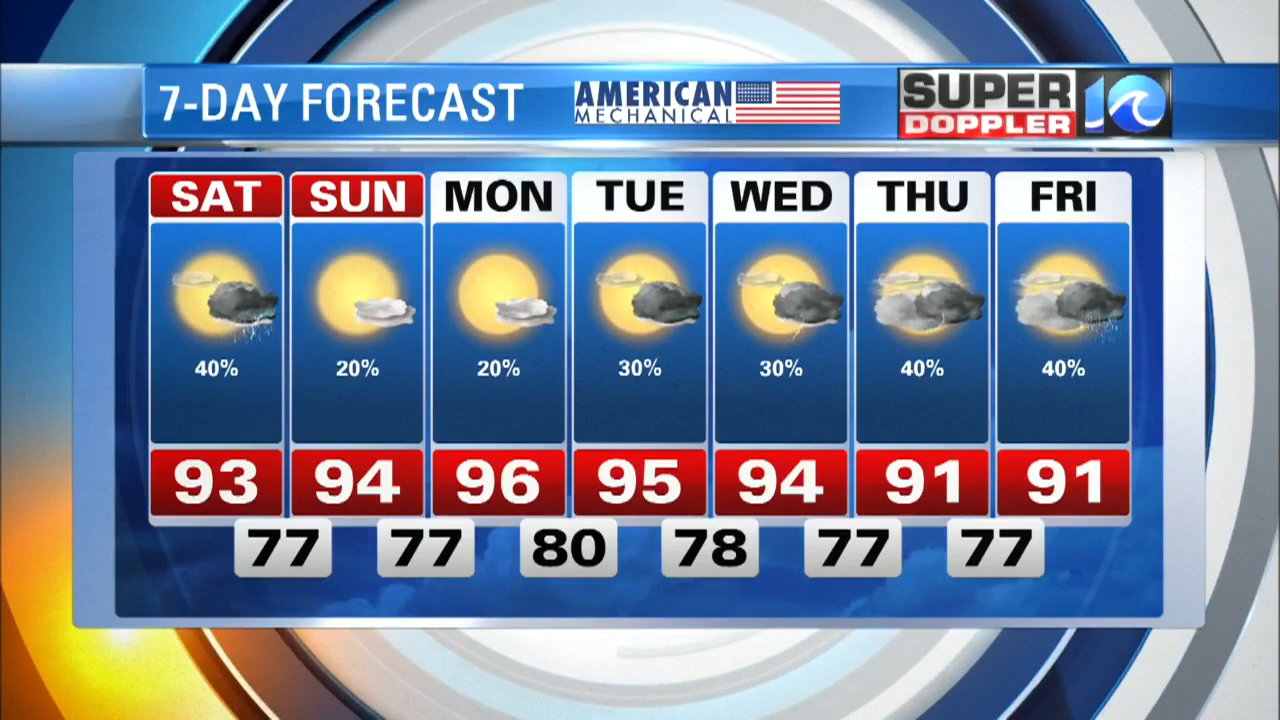 7-DAY FORECAST
AMERICAN
MECHANICAL
SUPER
DOPPLER
10
SAT SUN MON TUE WED THU FRI
40% 20% 20% 30% 30% 40% 40%
93 94 96 95 94 91 91
77 77 80 78 77 77